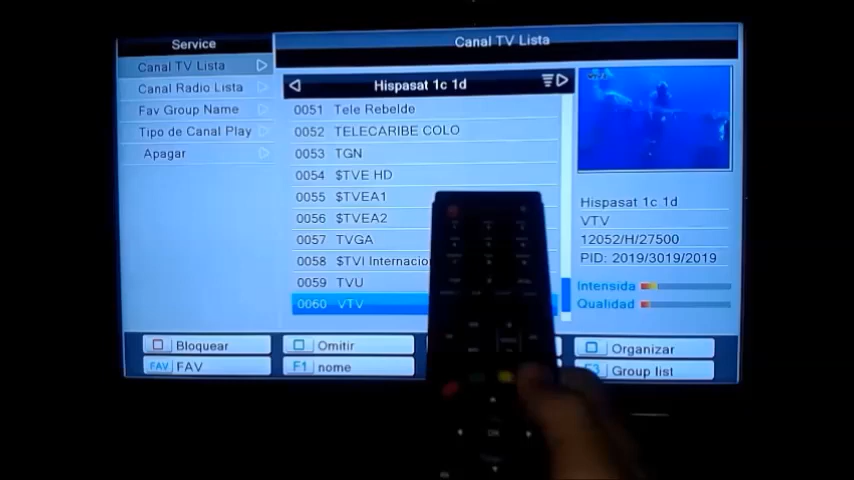 Service
Canal TV Lista
Canal TV Lista
Canal Radio Lista
Fav Group Name
Tipo de Canal Play
Apagar
Hispasat 1c 1d
0051 Tele Rebelde
0052 TELECARIBE COLO
0053 TGN
0054 $TVE HD
0055 $TVEA1
0056 $TVEA2
0057 TVGA
0058 $TVI Internacio
0059 TVU
0060 VTV
Hispasat 1c 1d
VTV
12052/H/27500
PID: 2019/3019/2019
Intensida
Qualidad
Bloquear
Omitir
Organizar
FAV FAV
F1 nome
F3 Group list